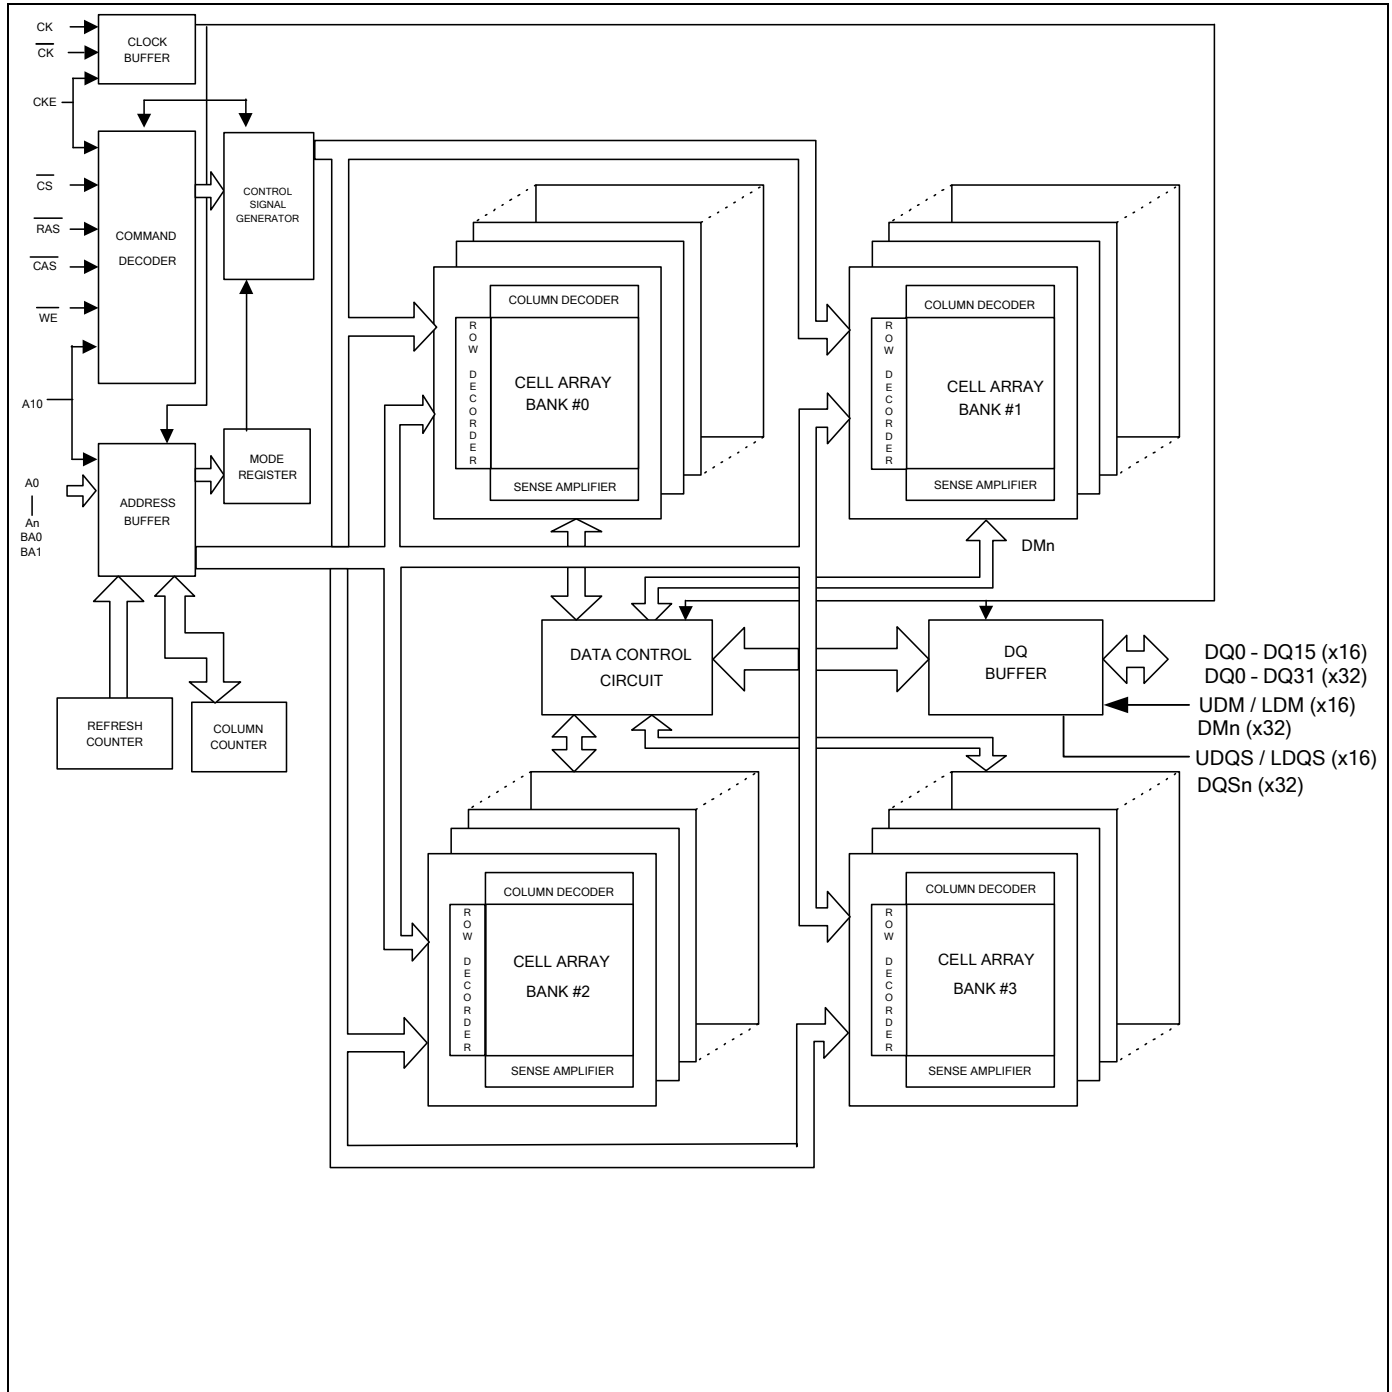 CK
CK
CKE
CS
RAS
CAS
WE
A10
A0
An
BA0
BA1
CLOCK
BUFFER
COMMAND
DECODER
CONTROL
SIGNAL
GENERATOR
MODE
REGISTER
ADDRESS
BUFFER
REFRESH
COUNTER
COLUMN
COUNTER
COLUMN DECODER
ROW DECORDER
CELL ARRAY
BANK #0
SENSE AMPLIFIER
COLUMN DECODER
ROW DECORDER
CELL ARRAY
BANK #1
SENSE AMPLIFIER
DMn
DATA CONTROL
CIRCUIT
DQ
BUFFER
DQ0 - DQ15 (x16)
DQ0 - DQ31 (x32)
UDM / LDM (x16)
DMn (x32)
UDQS / LDQS (x16)
DQSn (x32)
COLUMN DECODER
ROW DECORDER
CELL ARRAY
BANK #2
SENSE AMPLIFIER
COLUMN DECODER
ROW DECORDER
CELL ARRAY
BANK #3
SENSE AMPLIFIER